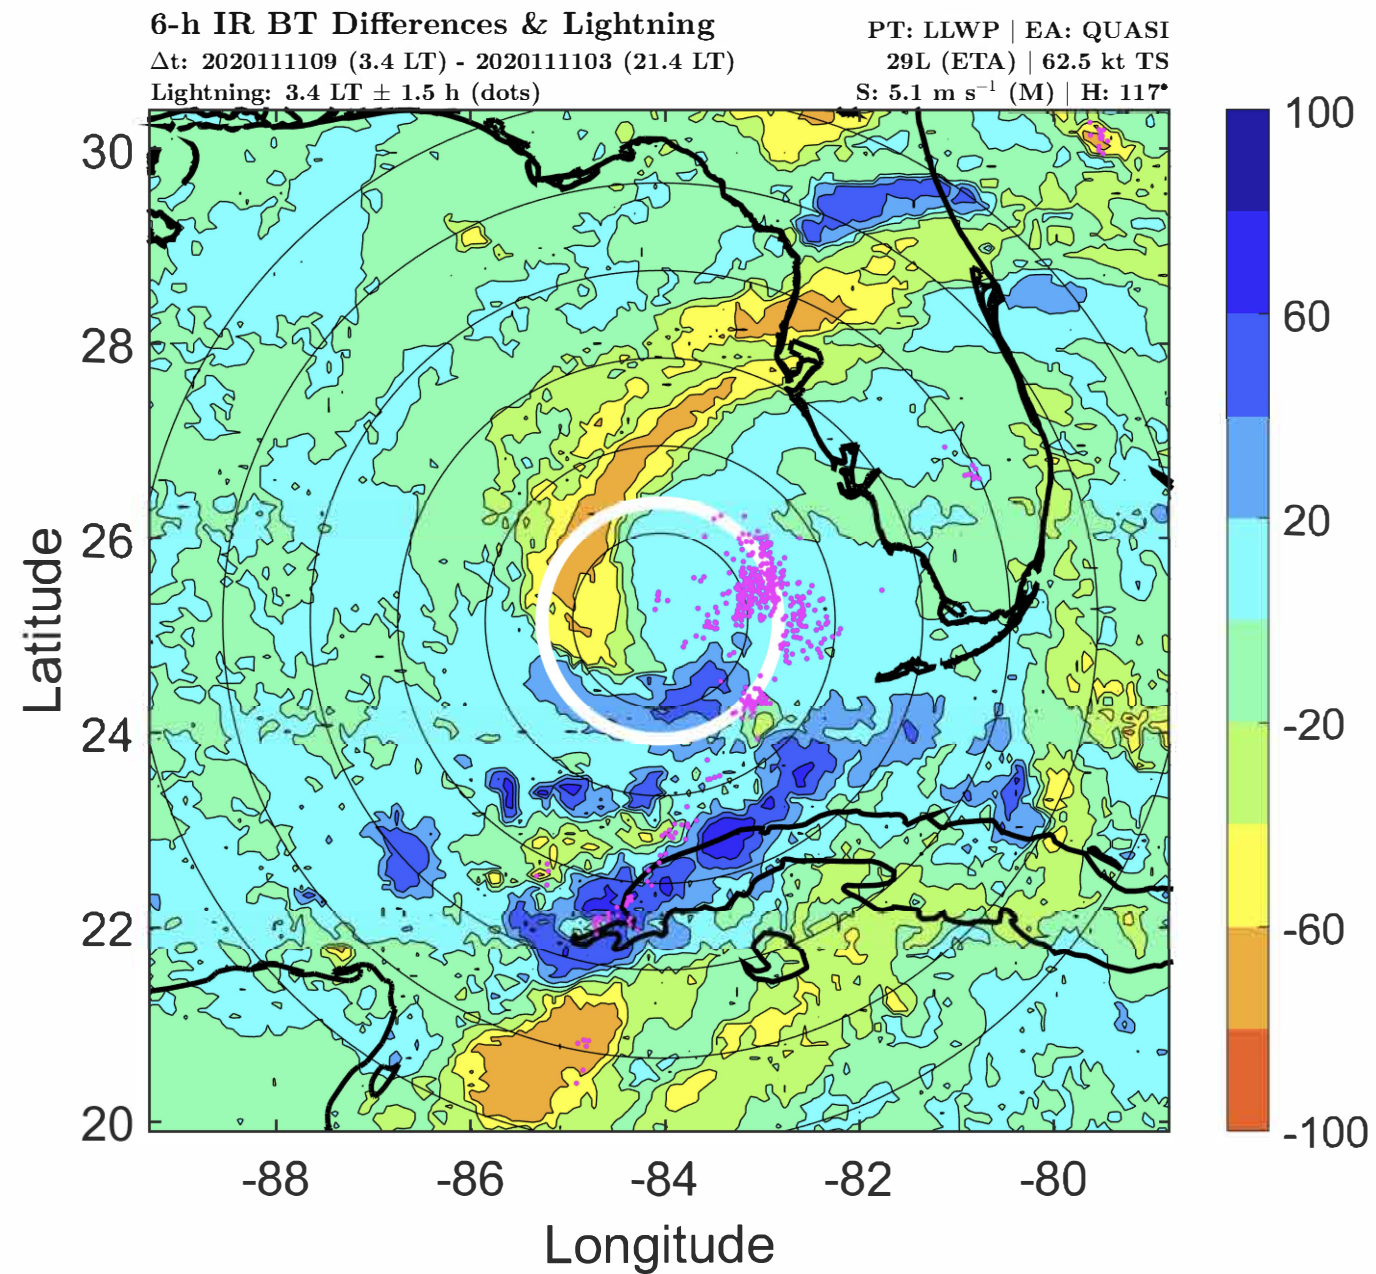 6-h IR BT Differences & Lightning
Δt: 2020111109 (3.4 LT) - 2020111103 (21.4 LT)
Lightning: 3.4 LT ± 1.5 h (dots)
PT: LLWP | EA: QUASI
29L (ETA) | 62.5 kt TS
S: 5.1 m s⁻¹ (M) | H: 117°
30
28
26
24
22
20
Latitude
-88
-86
-84
-82
-80
Longitude
100
60
20
-20
-60
-100